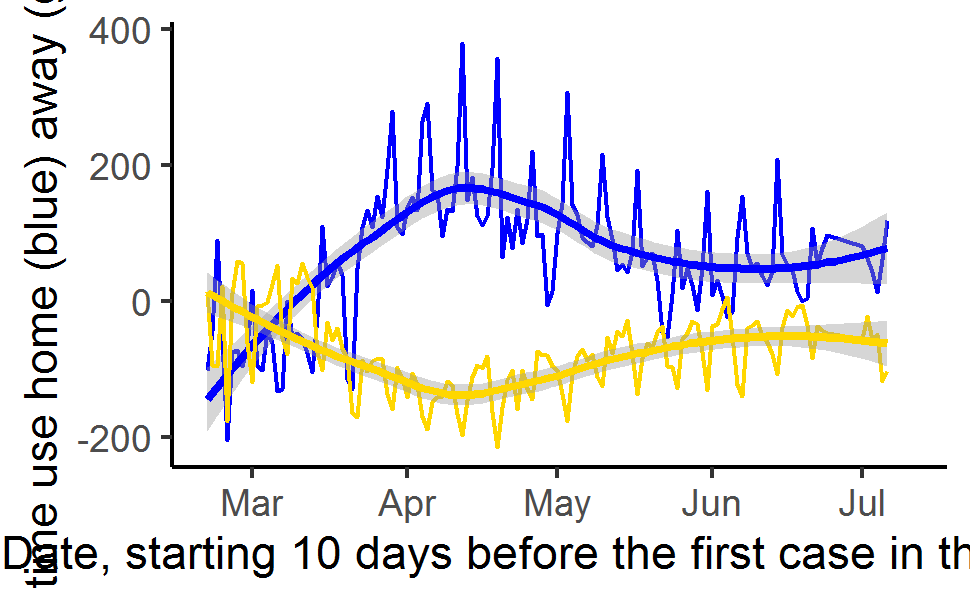 time use home (blue) away (
400
200
0
-200
Mar Apr May Jun Jul
Date, starting 10 days before the first case in th